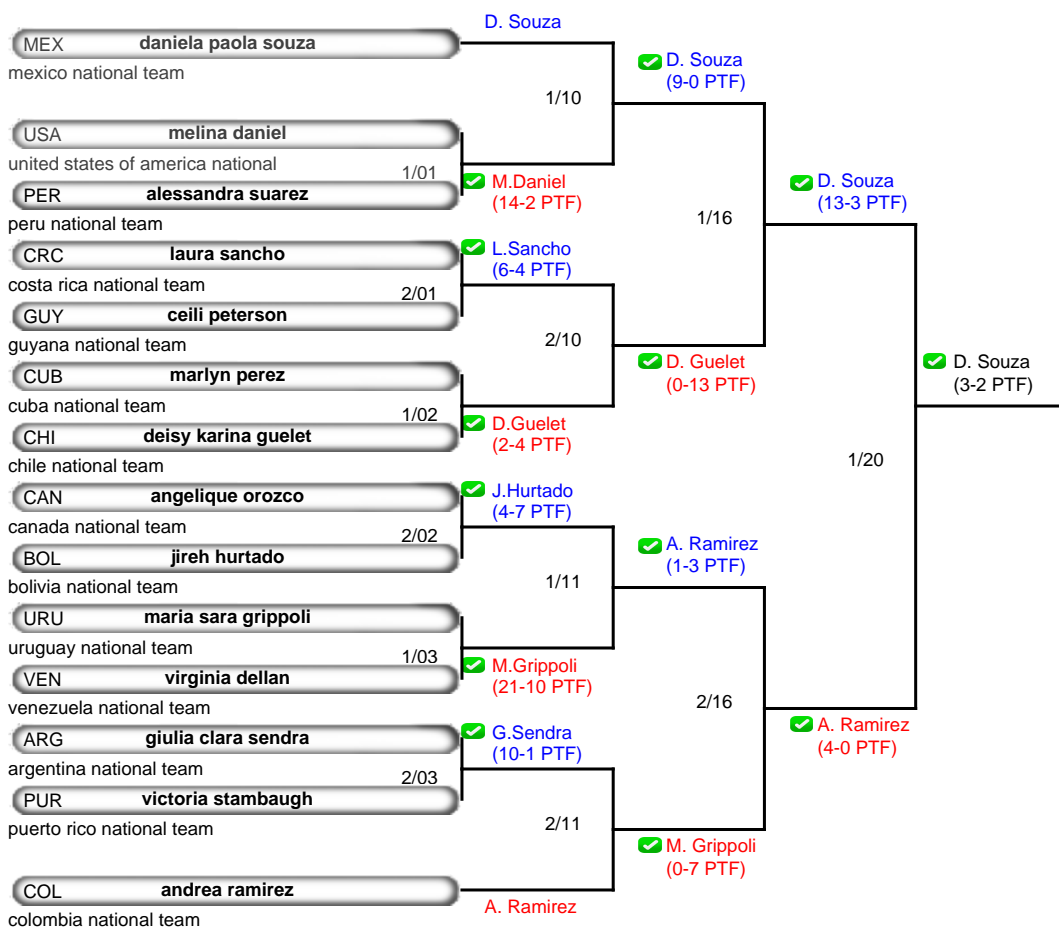 D. Souza
MEX daniela paola souza
mexico national team
D. Souza
(9-0 PTF)
1/10
USA melina daniel
united states of america national
1/01
M.Daniel
(14-2 PTF)
PER alessandra suarez
peru national team
D. Souza
(13-3 PTF)
1/16
CRC laura sancho
costa rica national team
L.Sancho
(6-4 PTF)
2/01
GUY ceili peterson
guyana national team
2/10
D. Guelet
(0-13 PTF)
D. Souza
(3-2 PTF)
CUB marlyn perez
cuba national team
1/02
D.Guelet
(2-4 PTF)
CHI deisy karina guelet
chile national team
1/20
CAN angelique orozco
canada national team
J.Hurtado
(4-7 PTF)
2/02
BOL jireh hurtado
bolivia national team
A. Ramirez
(1-3 PTF)
1/11
URU maria sara grippoli
uruguay national team
1/03
M.Grippoli
(21-10 PTF)
VEN virginia dellan
venezuela national team
2/16
A. Ramirez
(4-0 PTF)
ARG giulia clara sendra
argentina national team
G.Sendra
(10-1 PTF)
2/03
PUR victoria stambaugh
puerto rico national team
2/11
M. Grippoli
(0-7 PTF)
COL andrea ramirez
colombia national team
A. Ramirez